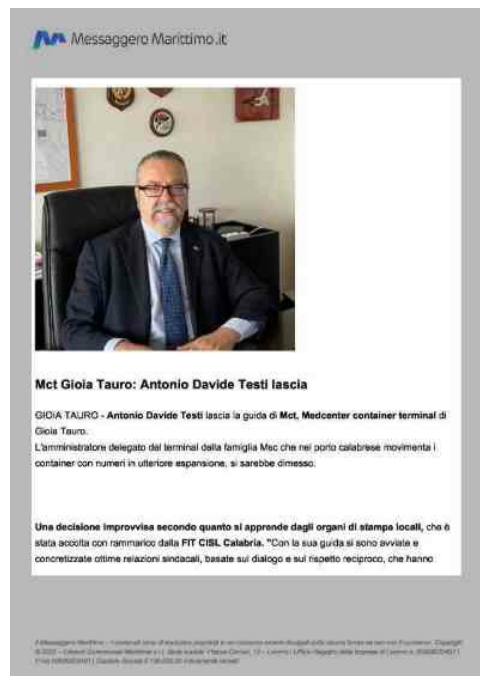 Messaggero Marittimo.it
Mct Gioia Tauro: Antonio Davide Testi lascia
GIOIA TAURO - Antonio Davide Testi lascia la guida di Mct, Medcenter container terminal di
Gioia Tauro.
L'amministratore delegato del terminal della famiglia Msc che nel porto calabrese movimenta i
container con numeri in ulteriore espansione, si sarebbe dimesso.
Una decisione improvvisa secondo quanto si apprende dagli organi di stampa locali, che è
stata accolta con rammarico dalla FIT CISL Calabria. "Con la sua guida si sono avviate e
concretizzate ottime relazioni sindacali, basate sul dialogo e sul rispetto reciproco, che hanno